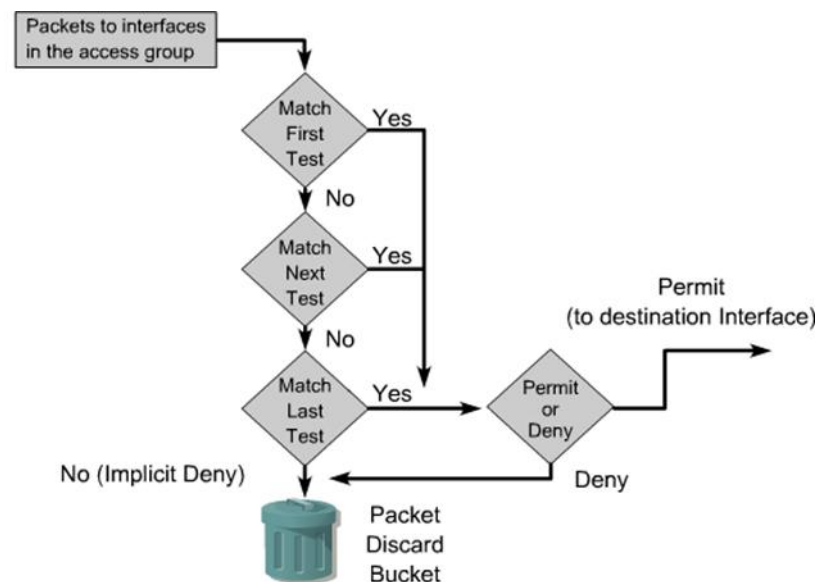 Packets to interfaces
in the access group
Match
First
Test
Yes
No
Match
Next
Test
Yes
No
Match
Last
Test
Yes
Permit
or
Deny
Permit
(to destination Interface)
No (Implicit Deny)
Deny
Packet
Discard
Bucket